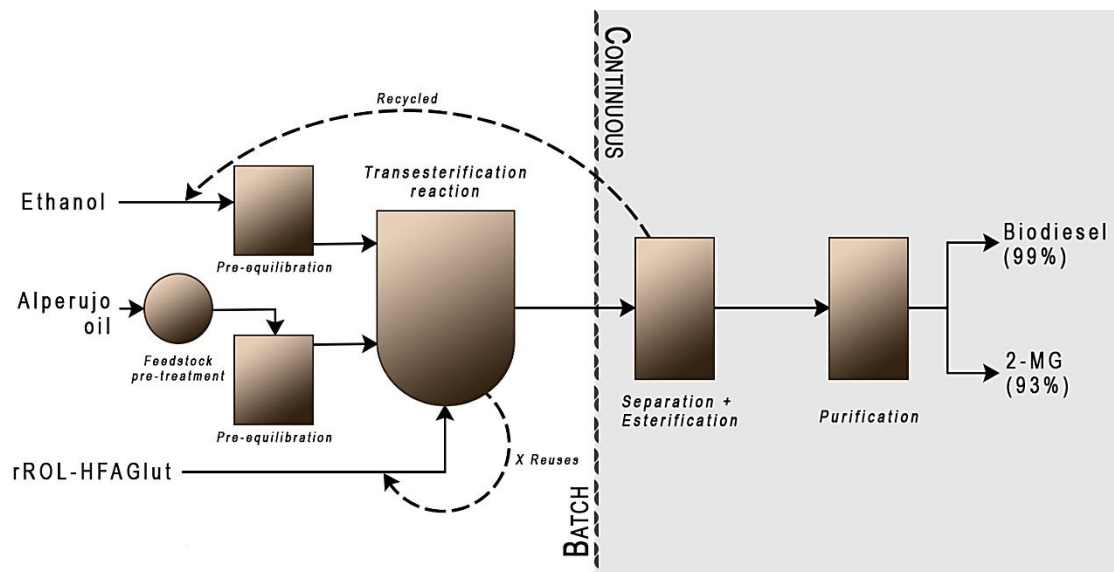 CONTINUOUS
Recycled
Transesterification
reaction
Ethanol
Pre-equilibration
Biodiesel
(99%)
Alperujo
oil
Feedstock
pre-treatment
2-MG
(93%)
Separation +
Esterification
Purification
Pre-equilibration
X Reuses
rROL-HFAGlut
BATCH